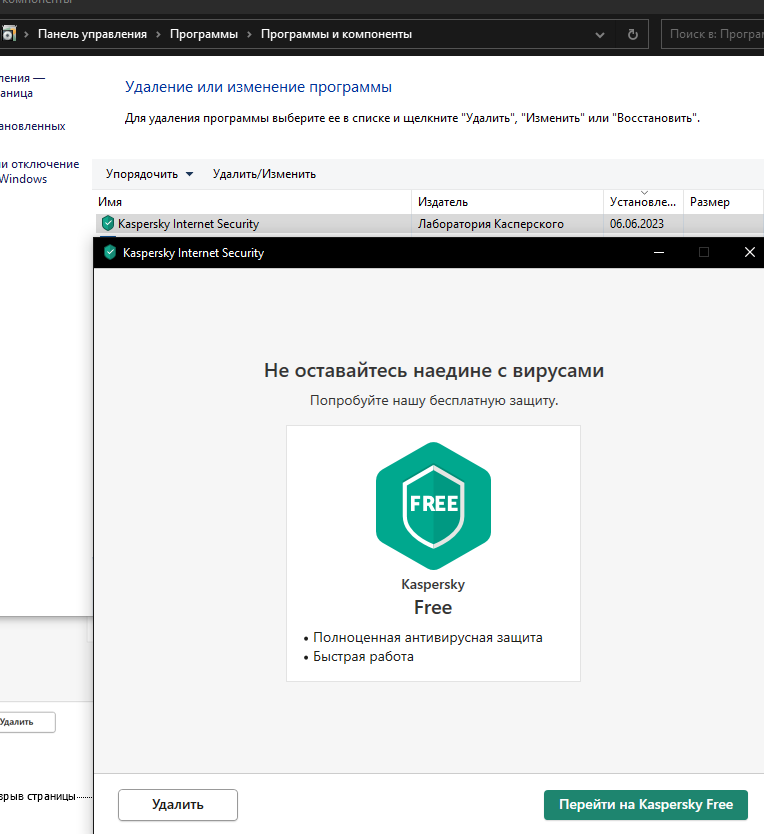 компоненты
Панель управления
Программы
Программы и компоненты
Поиск в: Програм
ления —
аница
ановленных
ли отключение
Windows
Удаление или изменение программы
Для удаления программы выберите ее в списке и щелкните "Удалить", "Изменить" или "Восстановить".
Упорядочить
Удалить/Изменить
Имя
Издатель
Установле...
Размер
Kaspersky Internet Security
Лаборатория Касперского
06.06.2023
Kaspersky Internet Security
Не оставайтесь наедине с вирусами
Попробуйте нашу бесплатную защиту.
FREE
Kaspersky
Free
• Полноценная антивирусная защита
• Быстрая работа
Удалить
зрыв страницы
Удалить
Перейти на Kaspersky Free